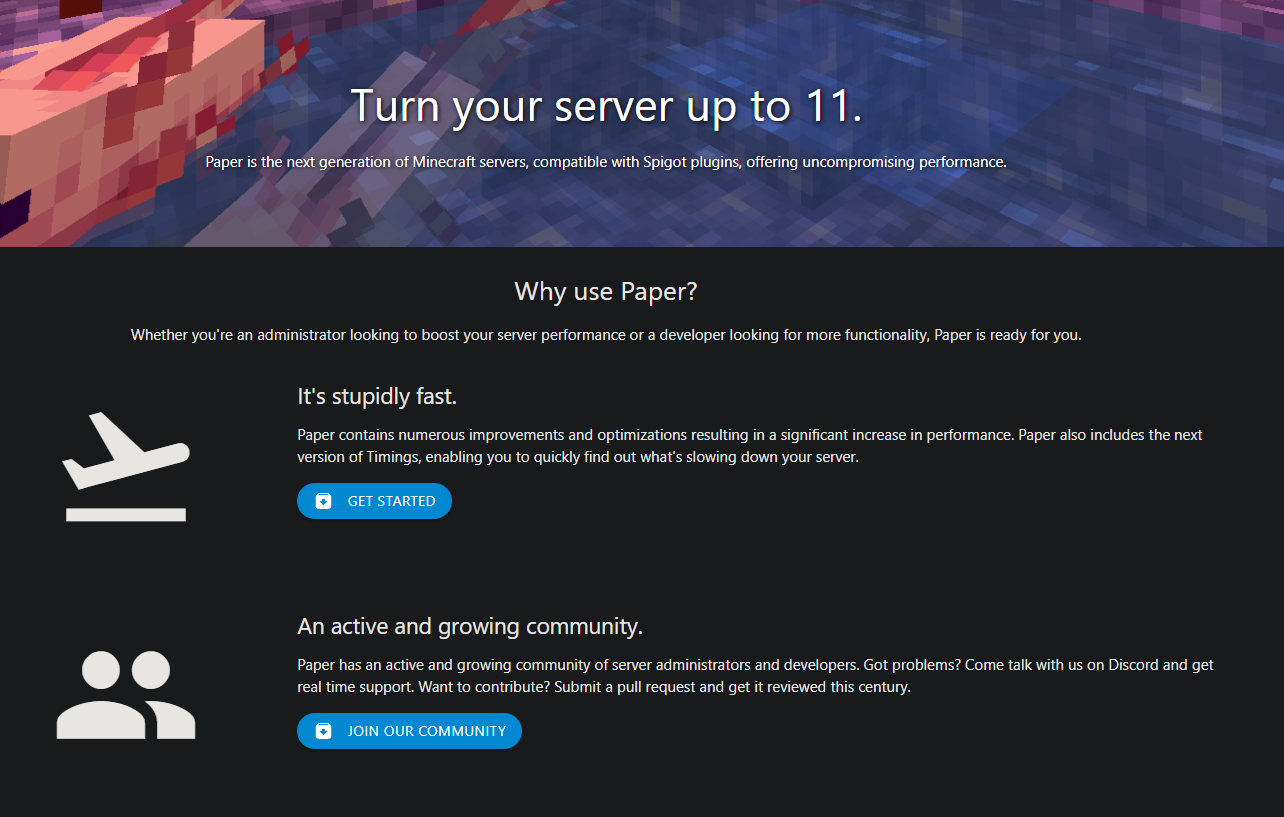 Turn your server up to 11.
Paper is the next generation of Minecraft servers, compatible with Spigot plugins, offering uncompromising performance.
Why use Paper?
Whether you're an administrator looking to boost your server performance or a developer looking for more functionality, Paper is ready for you.
It's stupidly fast.
Paper contains numerous improvements and optimizations resulting in a significant increase in performance. Paper also includes the next
version of Timings, enabling you to quickly find out what's slowing down your server.
GET STARTED
An active and growing community.
Paper has an active and growing community of server administrators and developers. Got problems? Come talk with us on Discord and get
real time support. Want to contribute? Submit a pull request and get it reviewed this century.
JOIN OUR COMMUNITY